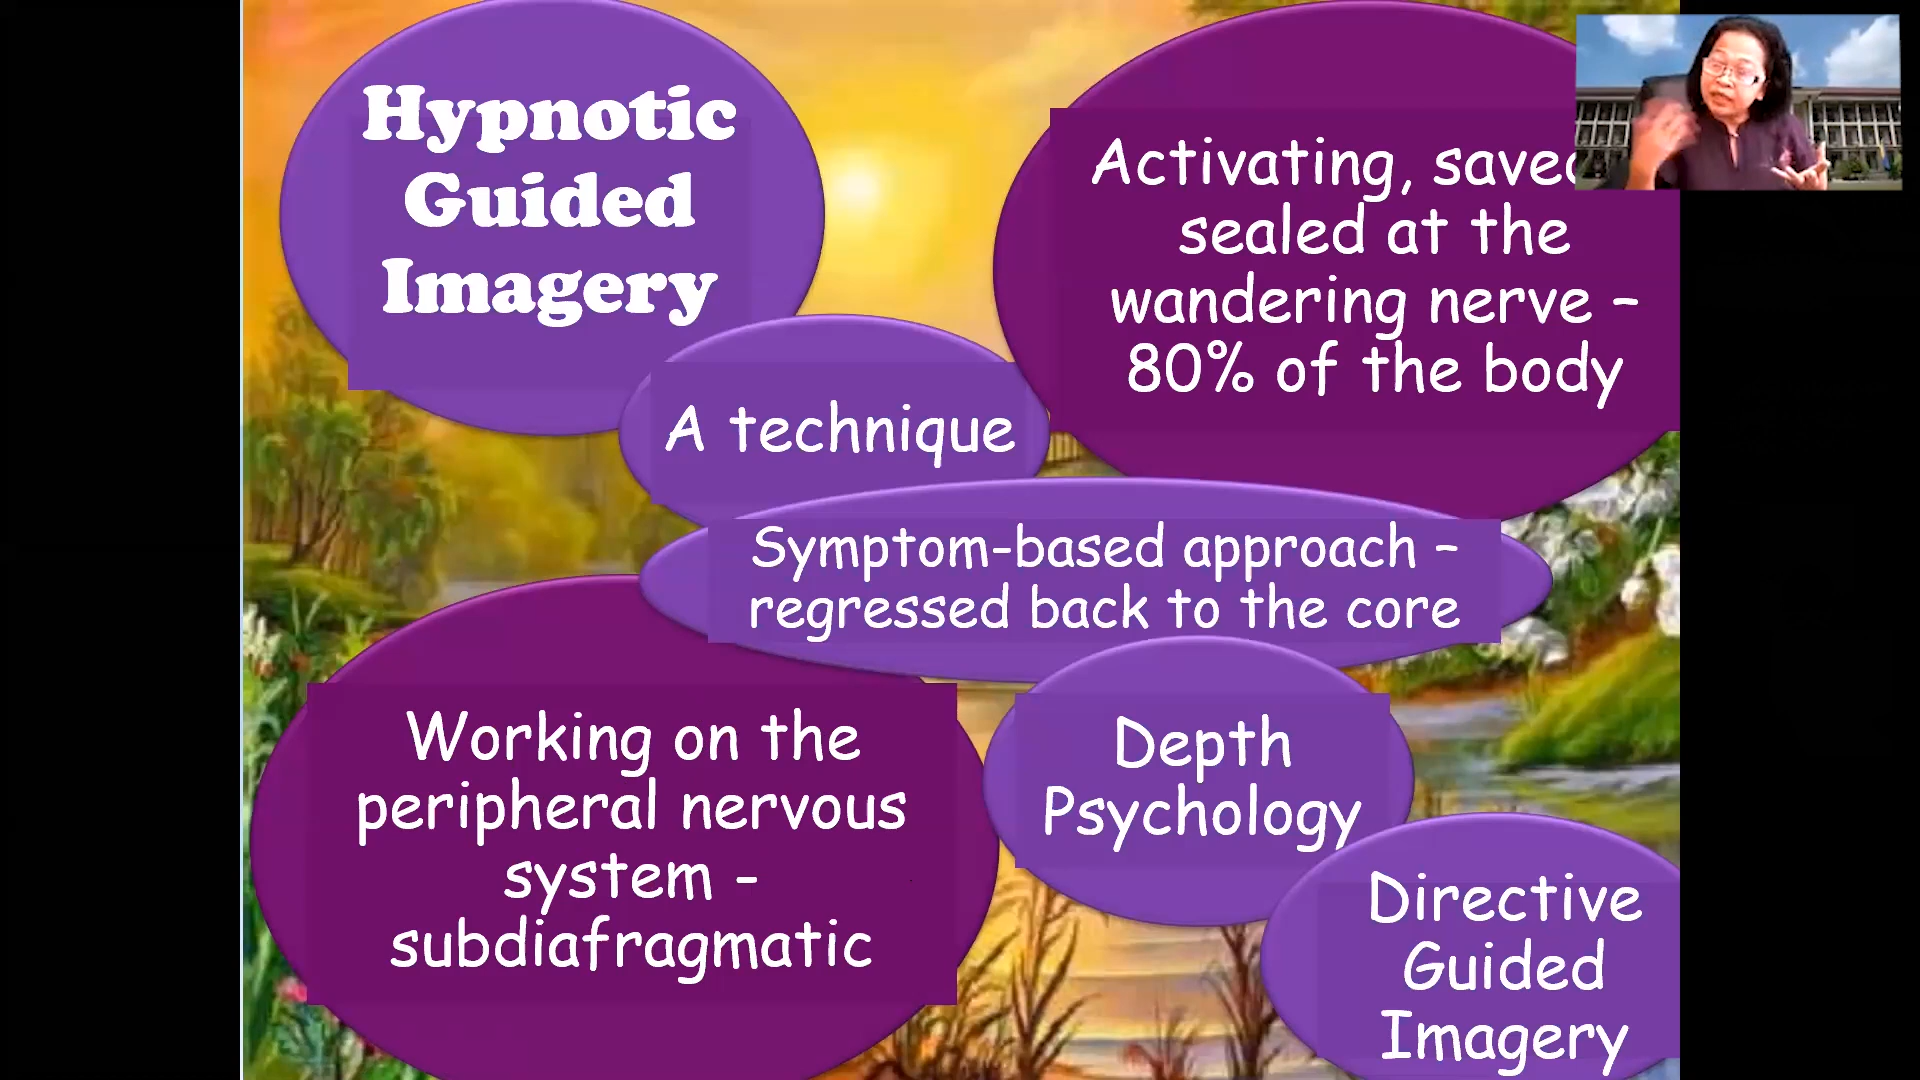 Hypnotic
Guided
Imagery
Activating,
sealed at the
wandering nerve –
80% of the body
A technique
Symptom-based approach –
regressed back to the core
Working on the
peripheral nervous
system -
subdiafragmatic
Depth
Psychology
Directive
Guided
Imagery